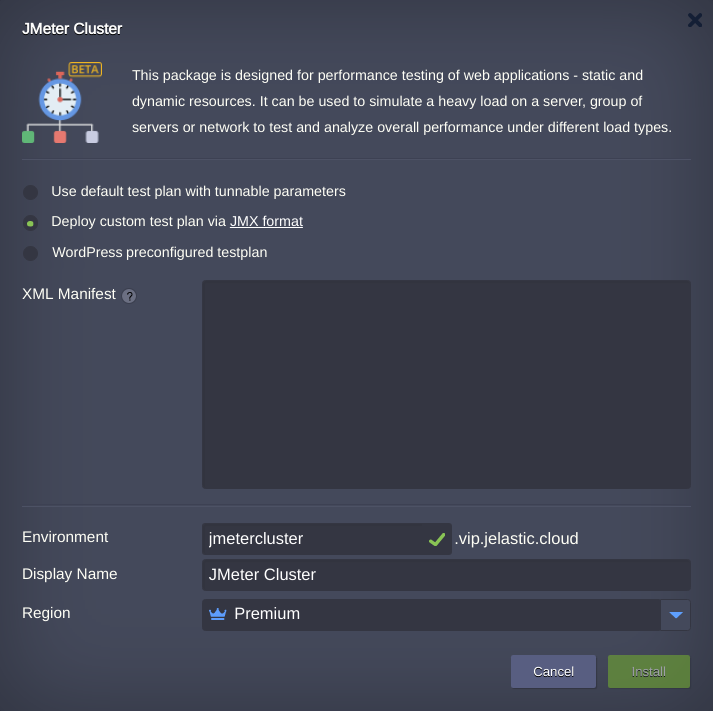 JMeter Cluster
BETA
This package is designed for performance testing of web applications - static and
dynamic resources. It can be used to simulate a heavy load on a server, group of
servers or network to test and analyze overall performance under different load types.
Use default test plan with tunnable parameters
Deploy custom test plan via JMX format
WordPress preconfigured testplan
XML Manifest ?
Environment jmetercluster .vip.jelastic.cloud
Display Name JMeter Cluster
Region Premium
Cancel Install